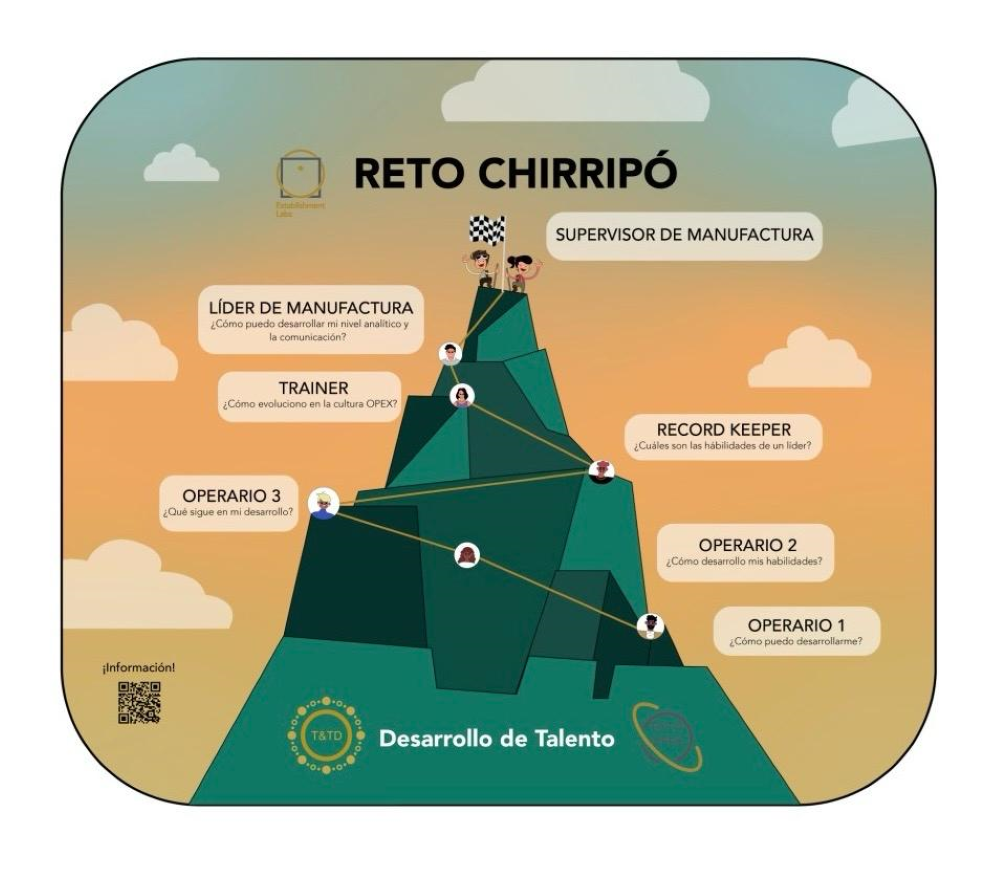 RETO CHIRRIPÓ
Establishment
Labs
SUPERVISOR DE MANUFACTURA
LÍDER DE MANUFACTURA
¿Cómo puedo desarrollar mi nivel analítico y
la comunicación?
TRAINER
¿Cómo evoluciono en la cultura OPEX?
RECORD KEEPER
¿Cuáles son las hábilidades de un líder?
OPERARIO 3
¿Qué sigue en mi desarrollo?
OPERARIO 2
¿Cómo desarrollo mis habilidades?
OPERARIO 1
¿Cómo puedo desarrollarme?
¡Información!
T&TD
Desarrollo de Talento